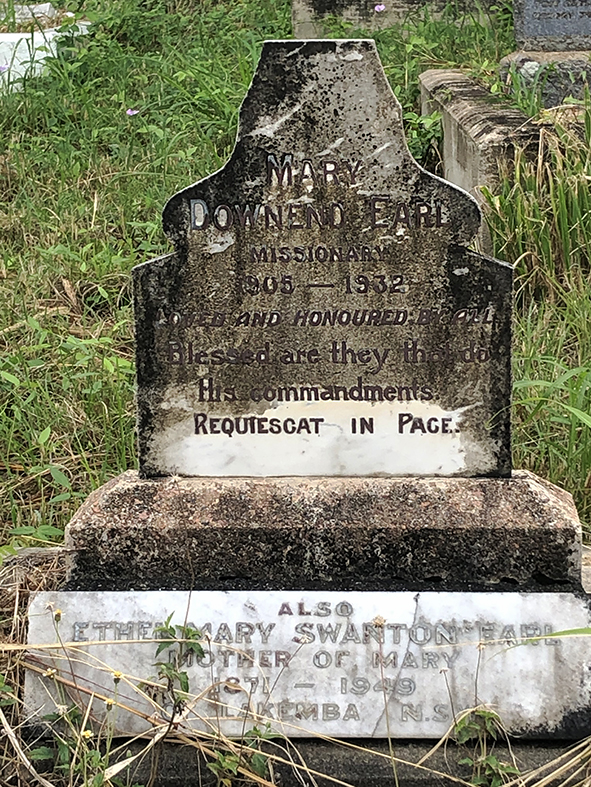 MARY
DOWNEND EARL
MISSIONARY
1905 — 1932
LOVED AND HONOURED BY ALL
Blessed are they that do
His commandments
REQUIESCAT IN PACE.
ALSO
ETHEL MARY SWANTON EARL
MOTHER OF MARY
1871 — 1949
LAKEMBA N.S.